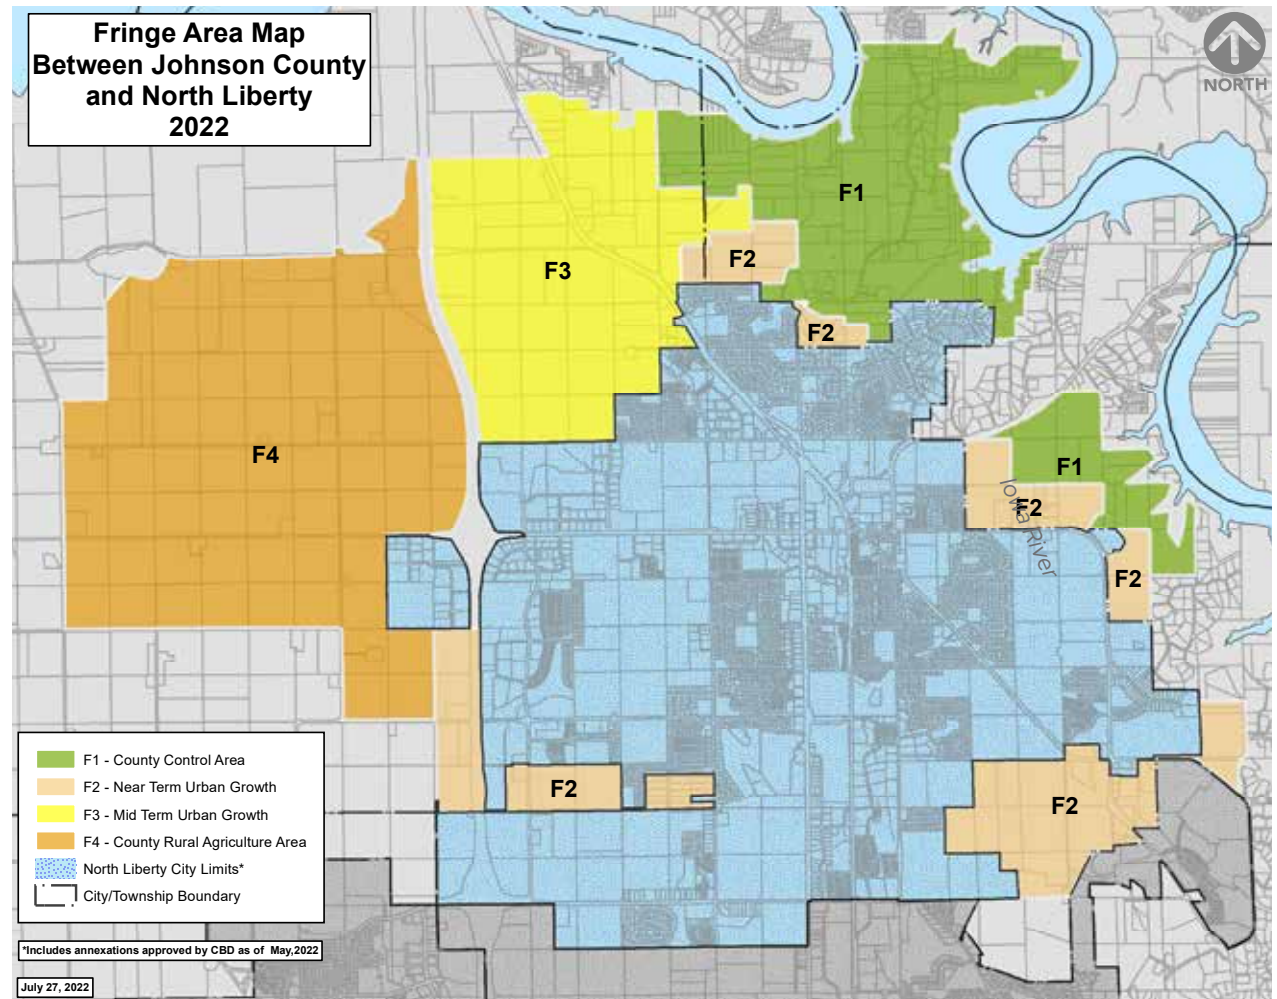 Fringe Area Map
Between Johnson County
and North Liberty
2022
NORTH
F1
F2
F3
F2
F4
F1
F2
Iowa River
F2
F2
F2
F1 - County Control Area
F2 - Near Term Urban Growth
F3 - Mid Term Urban Growth
F4 - County Rural Agriculture Area
North Liberty City Limits*
City/Township Boundary
*Includes annexations approved by CBD as of May,2022
July 27, 2022